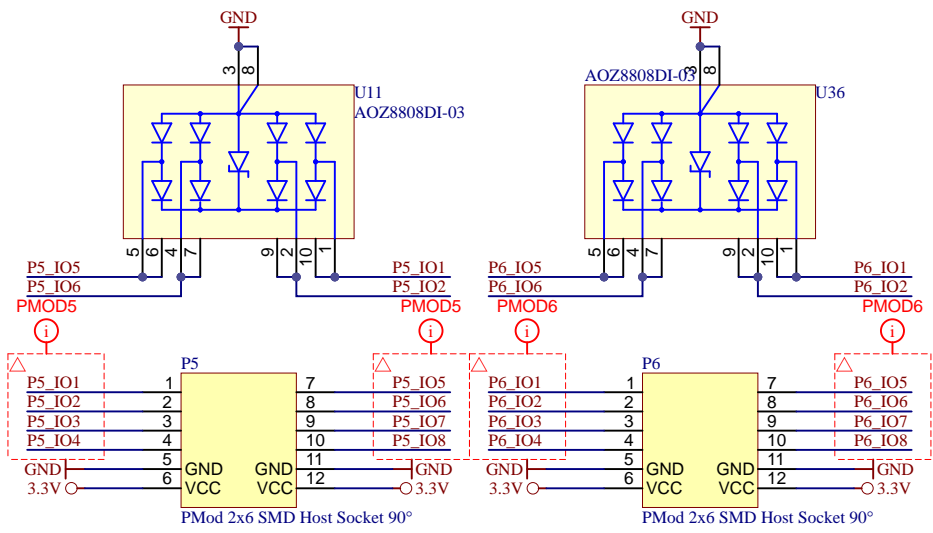 GND GND
3 8 3 8
AOZ8808DI-03
U11 U36
AOZ8808DI-03
5 6 4 7 9 2 10 1 5 6 4 7 9 2 10 1
P5_IO5 P5_IO1 P6_IO5 P6_IO1
P5_IO6 P5_IO2 P6_IO6 P6_IO2
PMOD5 PMOD5 PMOD6 PMOD6
i i i i
P5 P6
P5_IO1 1 7 P5_IO5 P6_IO1 1 7 P6_IO5
P5_IO2 2 8 P5_IO6 P6_IO2 2 8 P6_IO6
P5_IO3 3 9 P5_IO7 P6_IO3 3 9 P6_IO7
P5_IO4 4 10 P5_IO8 P6_IO4 4 10 P6_IO8
GND 5 GND GND 11 GND GND 5 GND GND 11 GND
3.3V 6 VCC VCC 12 3.3V 3.3V 6 VCC VCC 12 3.3V
PMod 2x6 SMD Host Socket 90° PMod 2x6 SMD Host Socket 90°